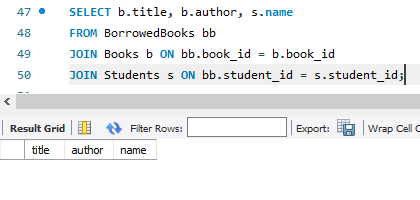 47 SELECT b.title, b.author, s.name
48 FROM BorrowedBooks bb
49 JOIN Books b ON bb.book_id = b.book_id
50 JOIN Students s ON bb.student_id = s.student_id;
Result Grid Filter Rows: Export: Wrap Cell C
title author name